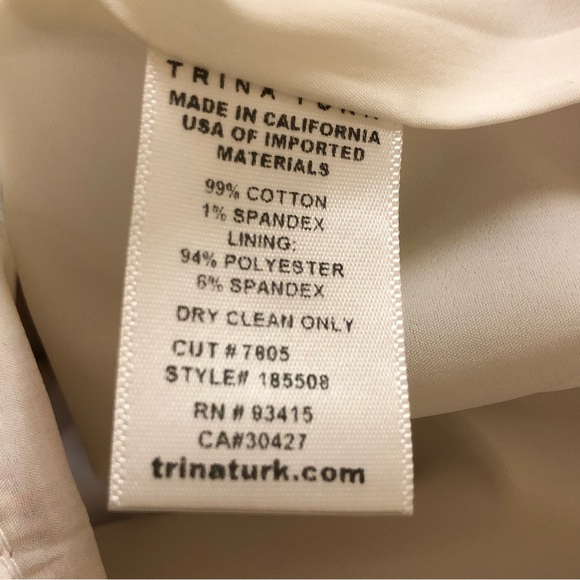 TRINA TURK
MADE IN CALIFORNIA
USA OF IMPORTED
MATERIALS
99% COTTON
1% SPANDEX
LINING:
94% POLYESTER
6% SPANDEX
DRY CLEAN ONLY
CUT # 7805
STYLE# 185508
RN # 93415
CA#30427
trinaturk.com